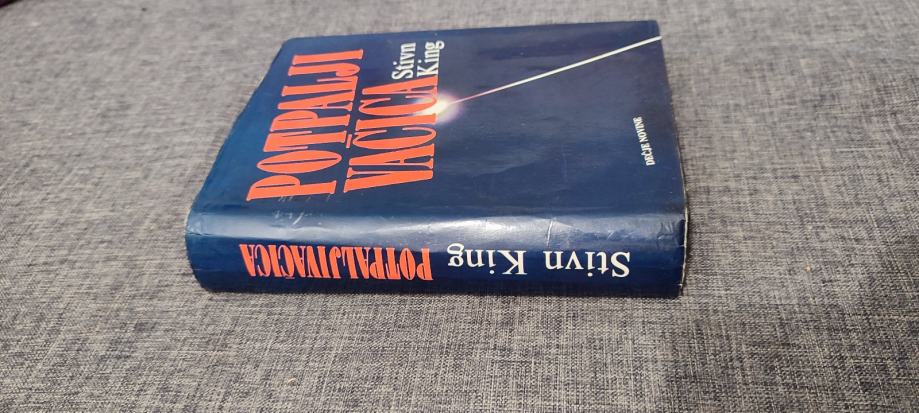 POTPALJI
VAČICA
Stivn
King
DEČJE NOVINE
Stivn King POTPALJIVAČICA